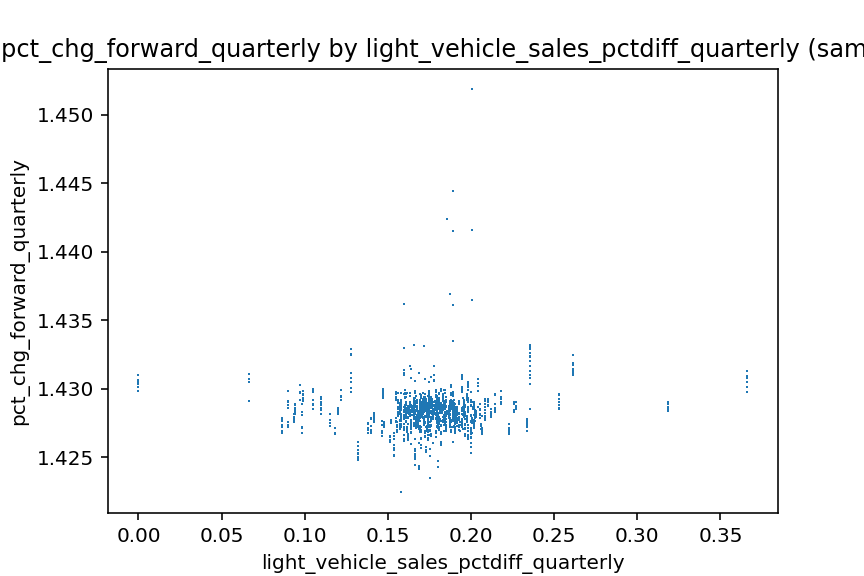 pct_chg_forward_quarterly by light_vehicle_sales_pctdiff_quarterly (sam
1.450
1.445
1.440
1.435
1.430
1.425
pct_chg_forward_quarterly
0.00 0.05 0.10 0.15 0.20 0.25 0.30 0.35
light_vehicle_sales_pctdiff_quarterly